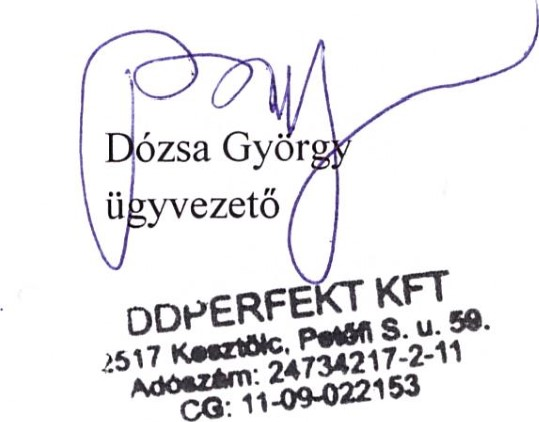 Dózsa György
ügyvezető
DDPERFEKT KFT
2517 Kesztölc, Petőfi S. u. 59.
Adószám: 24734217-2-11
CG: 11-09-022153